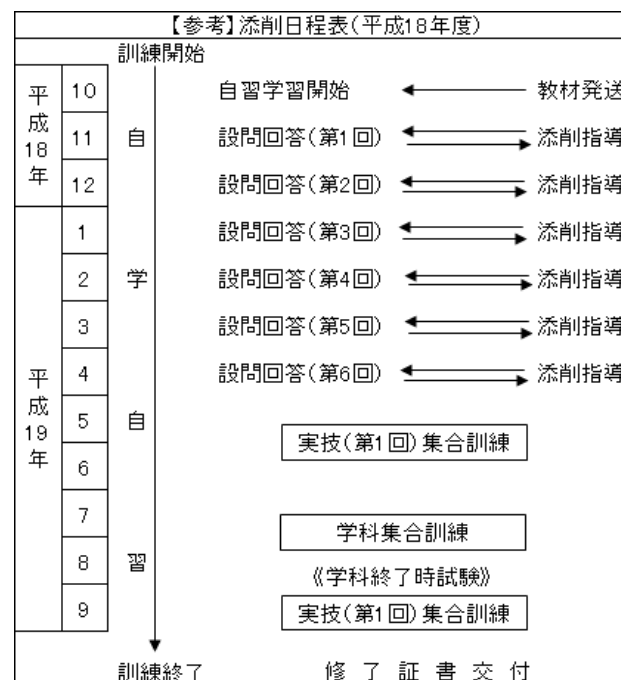 【参考】添削日程表(平成18年度)
訓練開始
平成18年
10 自習学習開始 教材発送
11 設問回答(第1回) 添削指導
12 設問回答(第2回) 添削指導
平成19年
1 設問回答(第3回) 添削指導
2 設問回答(第4回) 添削指導
3 設問回答(第5回) 添削指導
4 設問回答(第6回) 添削指導
5 実技(第1回)集合訓練
6
7 学科集合訓練
8 《学科終了時試験》
9 実技(第1回)集合訓練
自学自習
訓練終了 修了証書交付